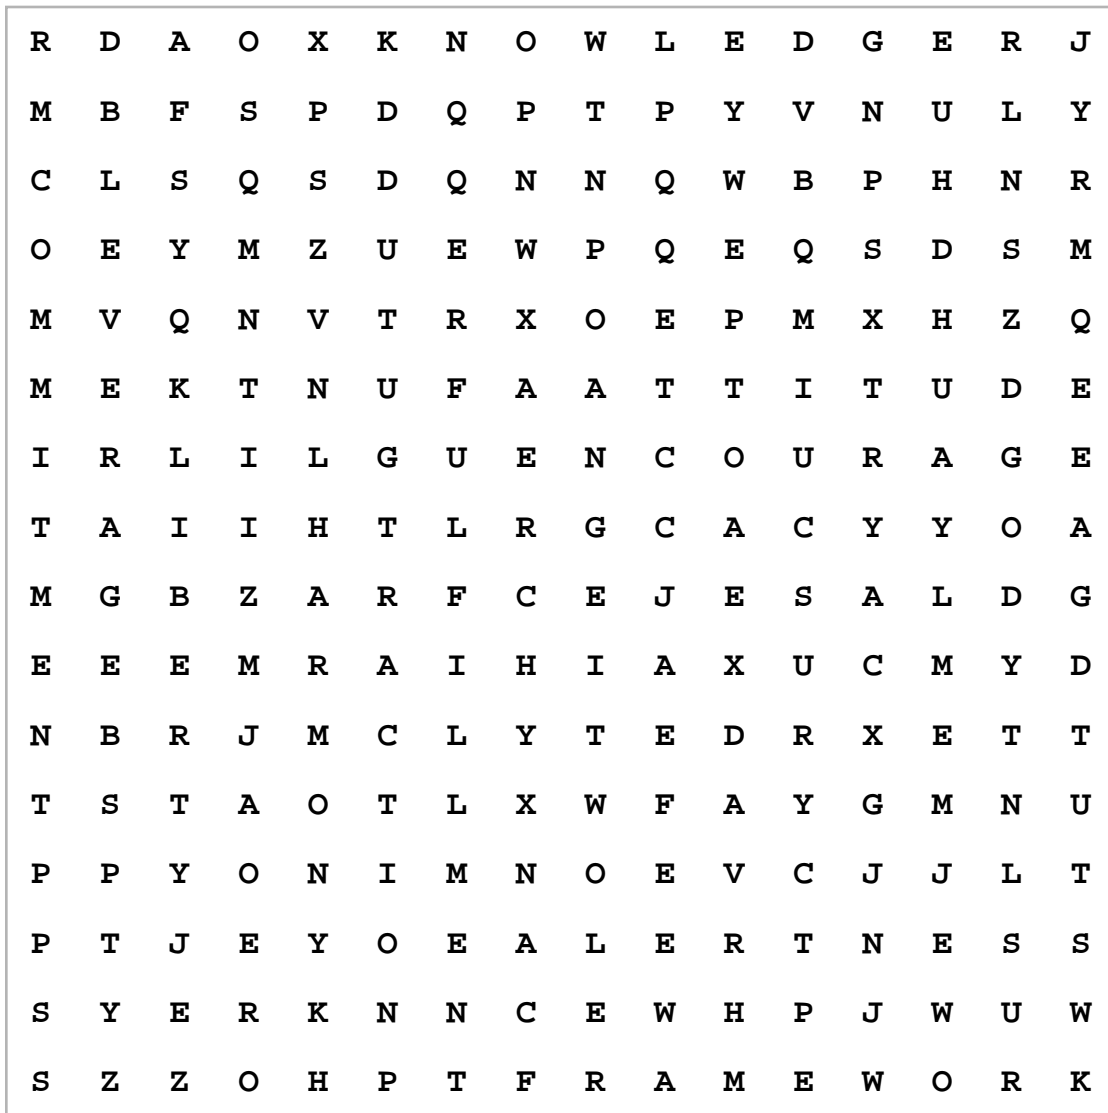 R D A O X K N O W L E D G E R J
M B F S P D Q P T P Y V N U L Y
C L S Q S D Q N N Q W B P H N R
O E Y M Z U E W P Q E Q S D S M
M V Q N V T R X O E P M X H Z Q
M E K T N U F A A T T I T U D E
I R L I L G U E N C O U R A G E
T A I I H T L R G C A C Y Y O A
M G B Z A R F C E J E S A L D G
E E E M R A I H I A X U C M Y D
N B R J M C L Y T E D R X E T T
T S T A O T L X W F A Y G M N U
P P Y O N I M N O E V C J J L T
P T J E Y O E A L E R T N E S S
S Y E R K N N C E W H P J W U W
S Z Z O H P T F R A M E W O R K